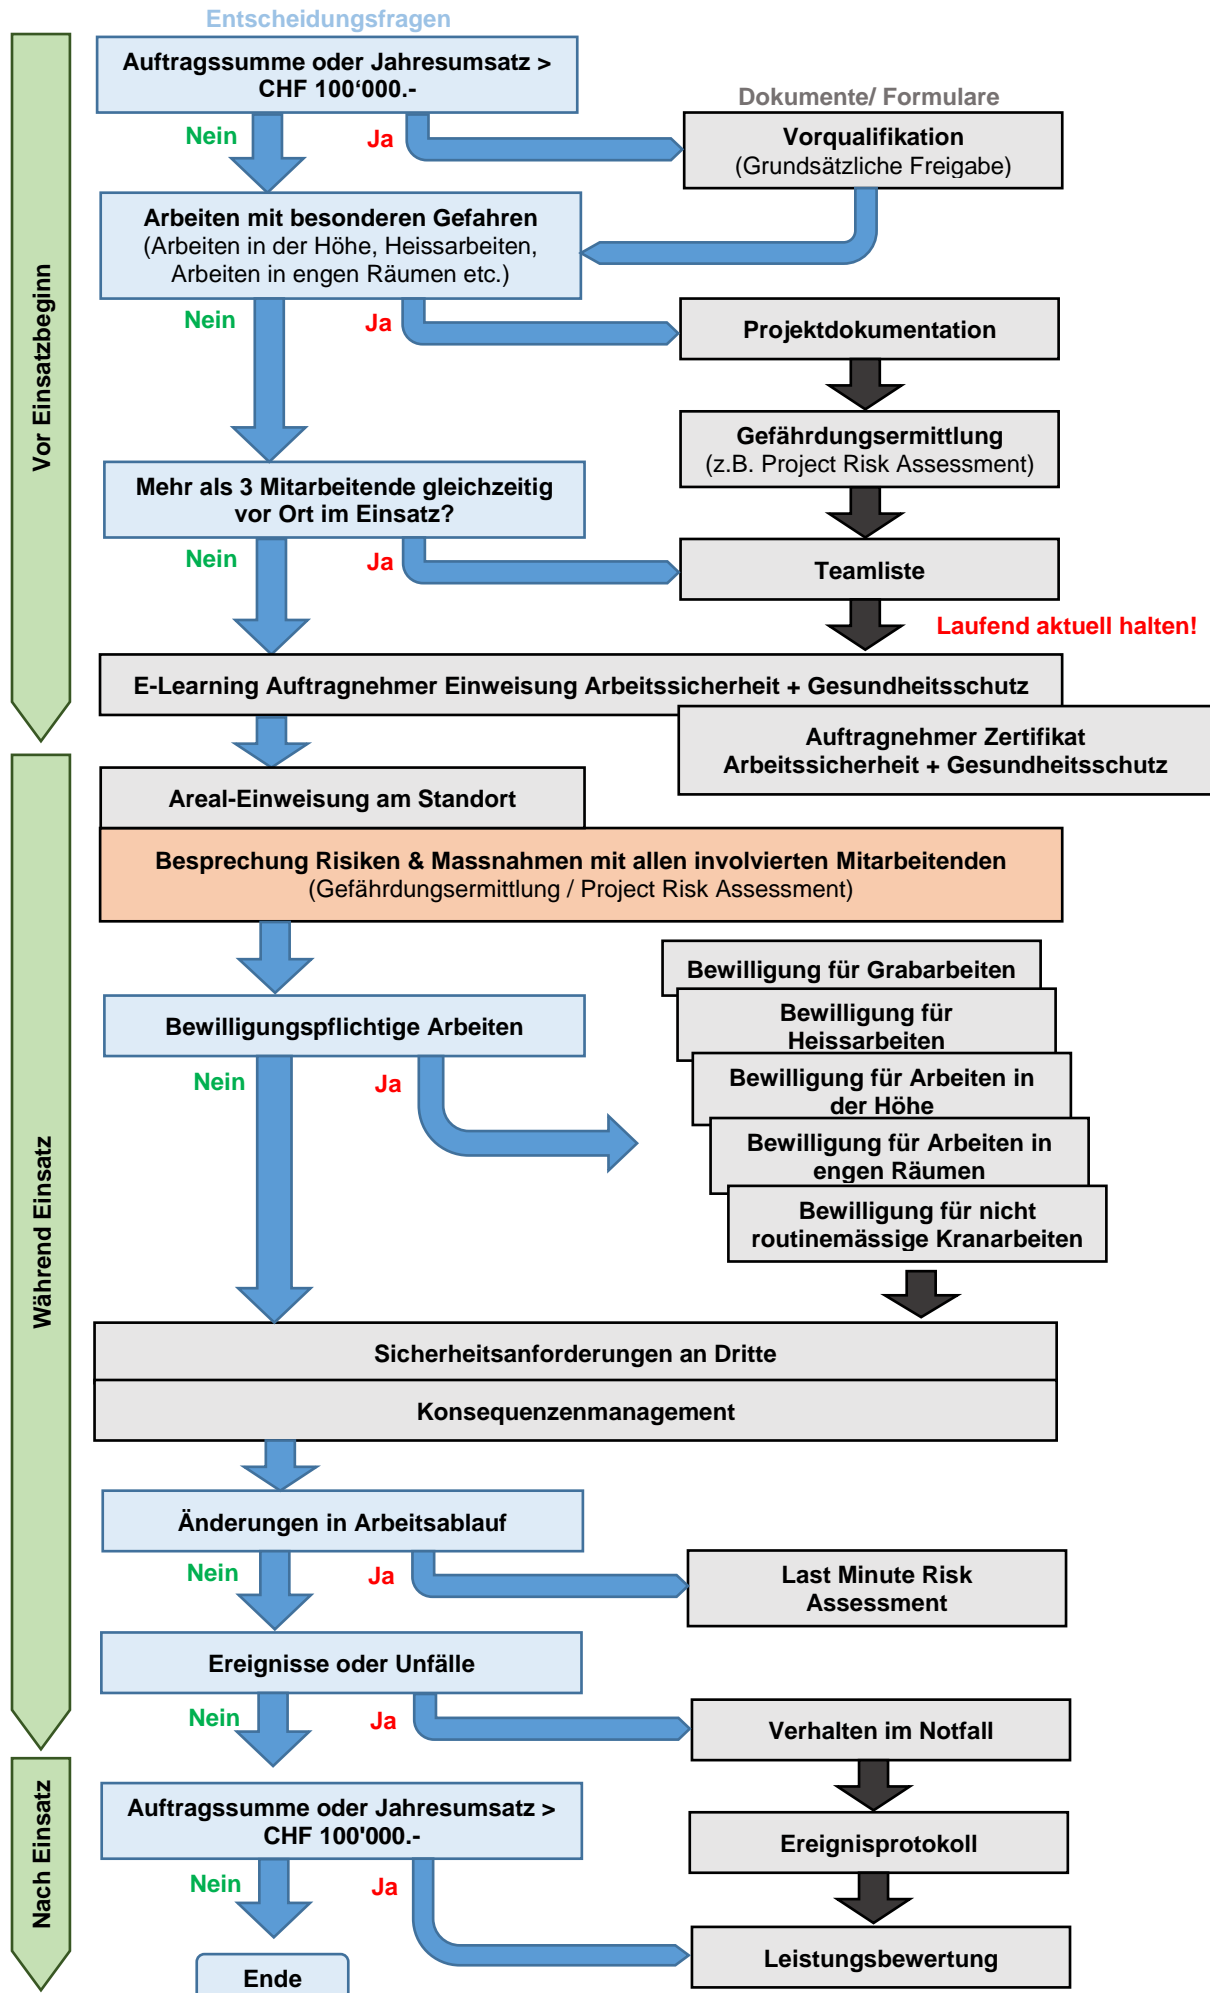 Entscheidungsfragen
Auftragssumme oder Jahresumsatz >
CHF 100‘000.-
Dokumente/ Formulare
Nein
Ja
Vorqualifikation
(Grundsätzliche Freigabe)
Arbeiten mit besonderen Gefahren
(Arbeiten in der Höhe, Heissarbeiten,
Arbeiten in engen Räumen etc.)
Nein
Ja
Projektdokumentation
Vor Einsatzbeginn
Gefährdungsermittlung
(z.B. Project Risk Assessment)
Mehr als 3 Mitarbeitende gleichzeitig
vor Ort im Einsatz?
Nein
Ja
Teamliste
Laufend aktuell halten!
E-Learning Auftragnehmer Einweisung Arbeitssicherheit + Gesundheitsschutz
Auftragnehmer Zertifikat
Arbeitssicherheit + Gesundheitsschutz
Areal-Einweisung am Standort
Besprechung Risiken & Massnahmen mit allen involvierten Mitarbeitenden
(Gefährdungsermittlung / Project Risk Assessment)
Bewilligung für Grabarbeiten
Bewilligungspflichtige Arbeiten
Bewilligung für
Heissarbeiten
Nein
Ja
Bewilligung für Arbeiten in
der Höhe
Bewilligung für Arbeiten in
engen Räumen
Während Einsatz
Bewilligung für nicht
routinemässige Kranarbeiten
Sicherheitsanforderungen an Dritte
Konsequenzenmanagement
Änderungen in Arbeitsablauf
Nein
Ja
Last Minute Risk
Assessment
Ereignisse oder Unfälle
Nein
Ja
Verhalten im Notfall
Auftragssumme oder Jahresumsatz >
CHF 100'000.-
Ereignisprotokoll
Nach Einsatz
Nein
Ja
Leistungsbewertung
Ende